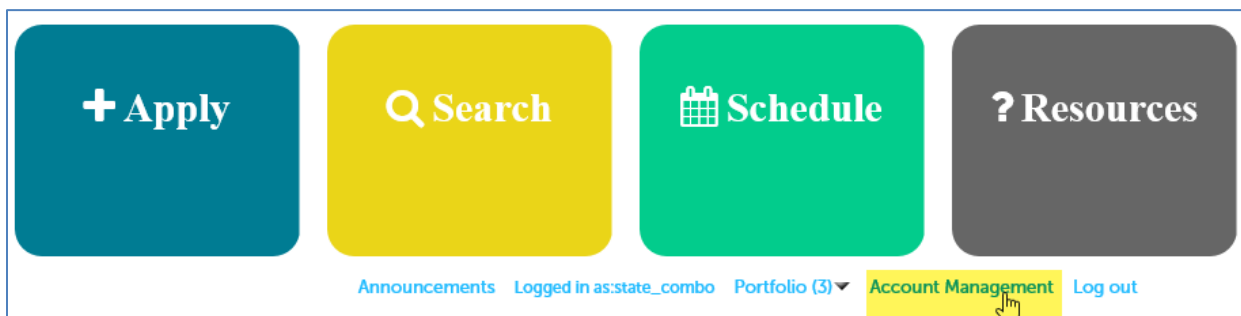 Apply Search Schedule ? Resources
Announcements Logged in as:state_combo Portfolio (3) Account Management Log out